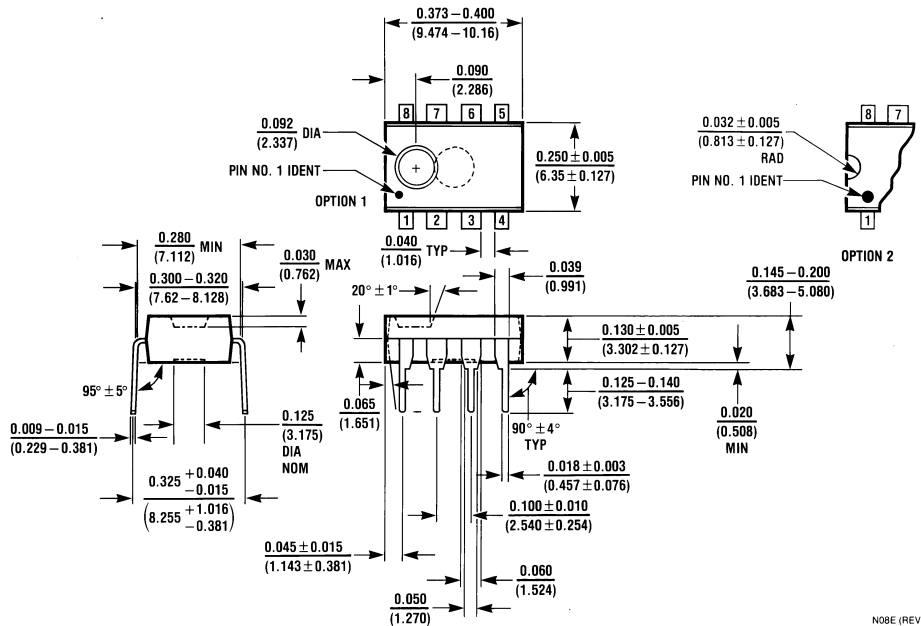 0.373–0.400
(9.474–10.16)
0.090
(2.286)
8 7 6 5
0.092 DIA
(2.337)
PIN NO. 1 IDENT
OPTION 1
0.250 ± 0.005
(6.35 ± 0.127)
1 2 3 4
8 7
0.032 ± 0.005
(0.813 ± 0.127)
RAD
PIN NO. 1 IDENT
1
OPTION 2
0.280 MIN
(7.112)
0.030 MAX
(0.762)
0.300–0.320
(7.62–8.128)
0.040 TYP
(1.016)
0.039
(0.991)
0.145–0.200
(3.683–5.080)
20° ± 1°
0.130 ± 0.005
(3.302 ± 0.127)
95° ± 5°
0.065
(1.651)
0.125–0.140
(3.175–3.556)
0.020
(0.508)
MIN
90° ± 4°
TYP
0.009–0.015
(0.229–0.381)
0.125
(3.175)
DIA
NOM
0.018 ± 0.003
(0.457 ± 0.076)
0.325 +0.040
−0.015
(8.255 +1.016
−0.381)
0.100 ± 0.010
(2.540 ± 0.254)
0.045 ± 0.015
(1.143 ± 0.381)
0.060
(1.524)
0.050
(1.270)
N08E (REV